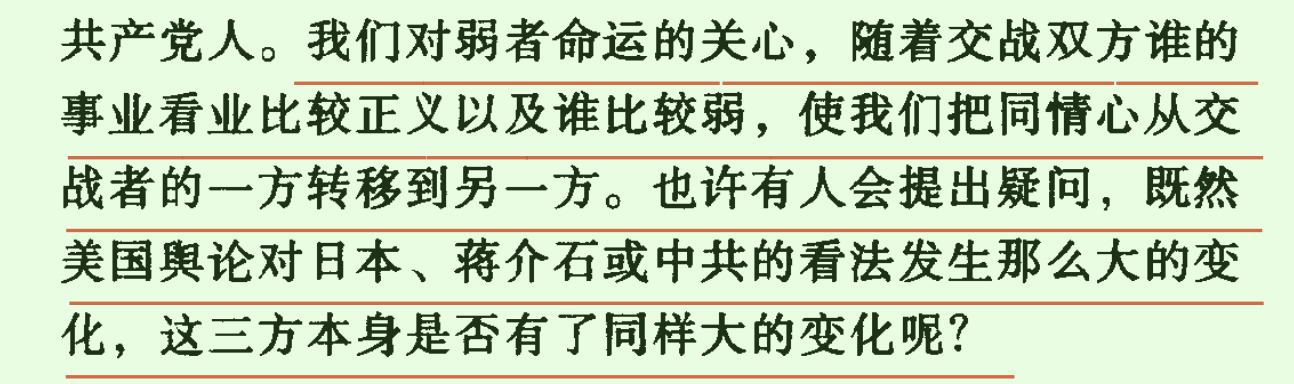 共产党人。我们对弱者命运的关心，随着交战双方谁的
事业看业比较正义以及谁比较弱，使我们把同情心从交
战者的一方转移到另一方。也许有人会提出疑问，既然
美国舆论对日本、蒋介石或中共的看法发生那么大的变
化，这三方本身是否有了同样大的变化呢？